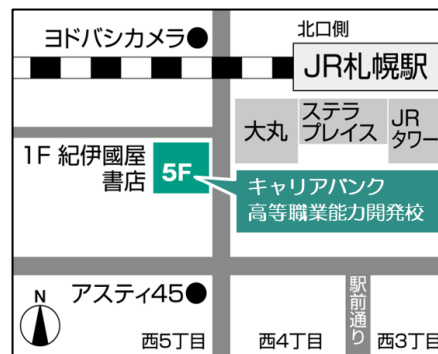 ヨドバシカメラ
北口側
JR札幌駅
大丸
ステラ
プレイス
JR
タワー
1F 紀伊國屋
書店
5F
キャリアバンク
高等職業能力開発校
N
アスティ45
駅前通り
西5丁目
西4丁目
西3丁目